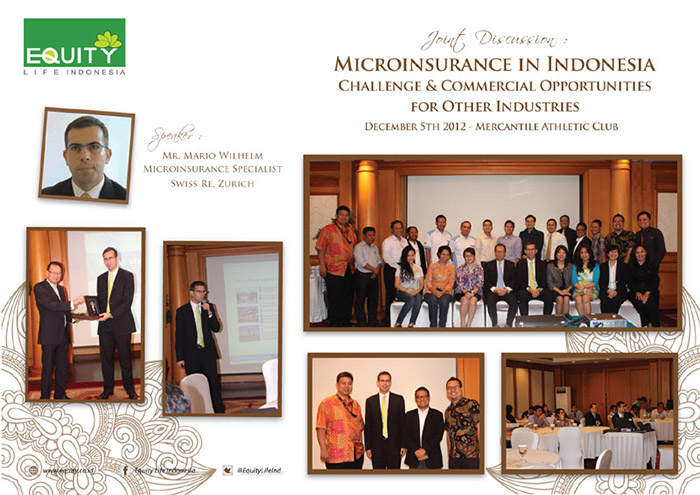 EQUITY
LIFE INDONESIA
Joint Discussion :
MICROINSURANCE IN INDONESIA
CHALLENGE & COMMERCIAL OPPORTUNITIES
FOR OTHER INDUSTRIES
DECEMBER 5TH 2012 - MERCANTILE ATHLETIC CLUB
Speaker :
MR. MARIO WILHELM
MICROINSURANCE SPECIALIST
SWISS RE, ZURICH
www.equity.co.id
Equity Life Indonesia
@EquityLifeInd